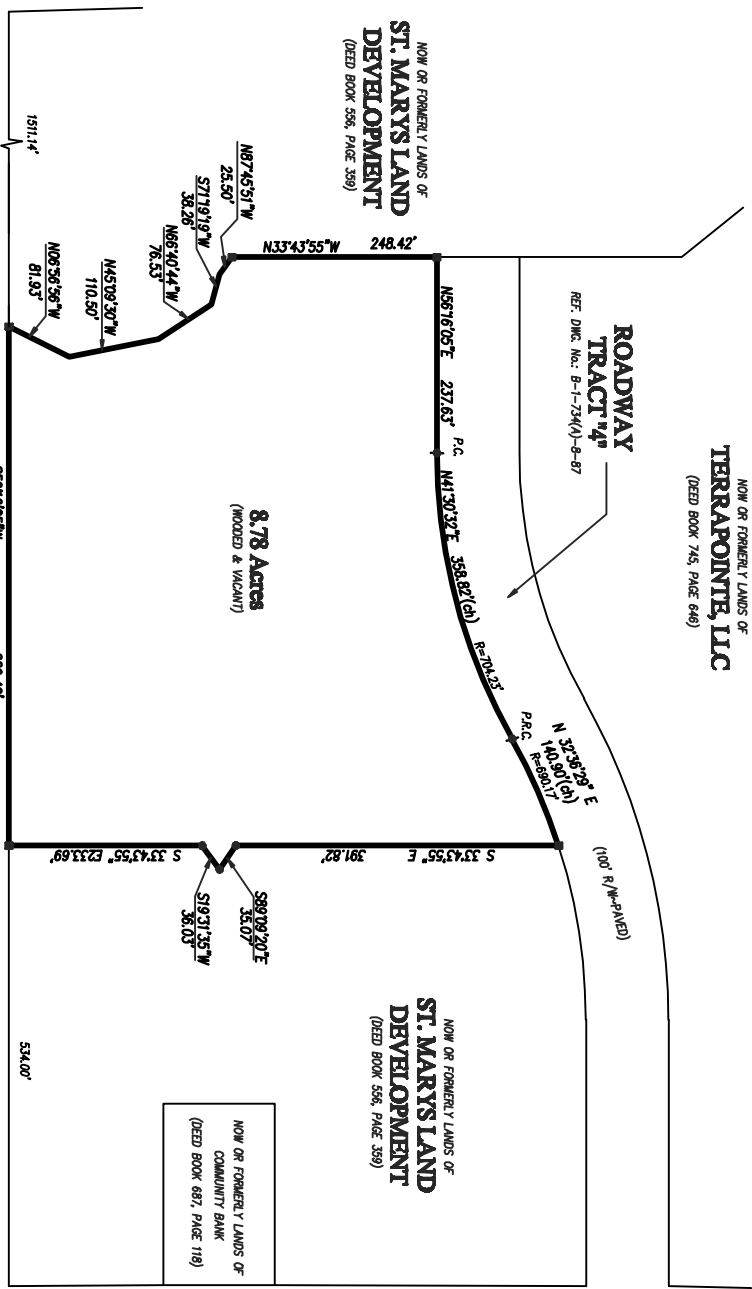 NOW OR FORMERLY LANDS OF
TERRAPOINTE, LLC
(DEED BOOK 745, PAGE 646)
ROADWAY
TRACT "4"
REF. DWG. No.: B-1-734(A)-8-87
(100' R/W~PAVED)
NOW OR FORMERLY LANDS OF
ST. MARYS LAND
DEVELOPMENT
(DEED BOOK 556, PAGE 359)
N33°43'55"W 248.42'
N56°16'05"E 237.63'
P.C.
N41°30'32"E 358.82'(ch)
R=704.23'
P.R.C.
N 32°36'29" E
140.90'(ch)
R=690.17'
N87°45'51"W
25.50'
S71°19'19"W
38.26'
N66°40'44"W
76.53'
N45°09'30"W
110.50'
N06°56'56"W
81.93'
1511.14'
8.78 Acres
(WOODED & VACANT)
S 33°43'55" E 391.82'
S89°09'20"E
35.07'
S19°31'35"W
36.03'
S 33°43'55" E233.69'
NOW OR FORMERLY LANDS OF
ST. MARYS LAND
DEVELOPMENT
(DEED BOOK 556, PAGE 359)
NOW OR FORMERLY LANDS OF
COMMUNITY BANK
(DEED BOOK 687, PAGE 118)
534.00'